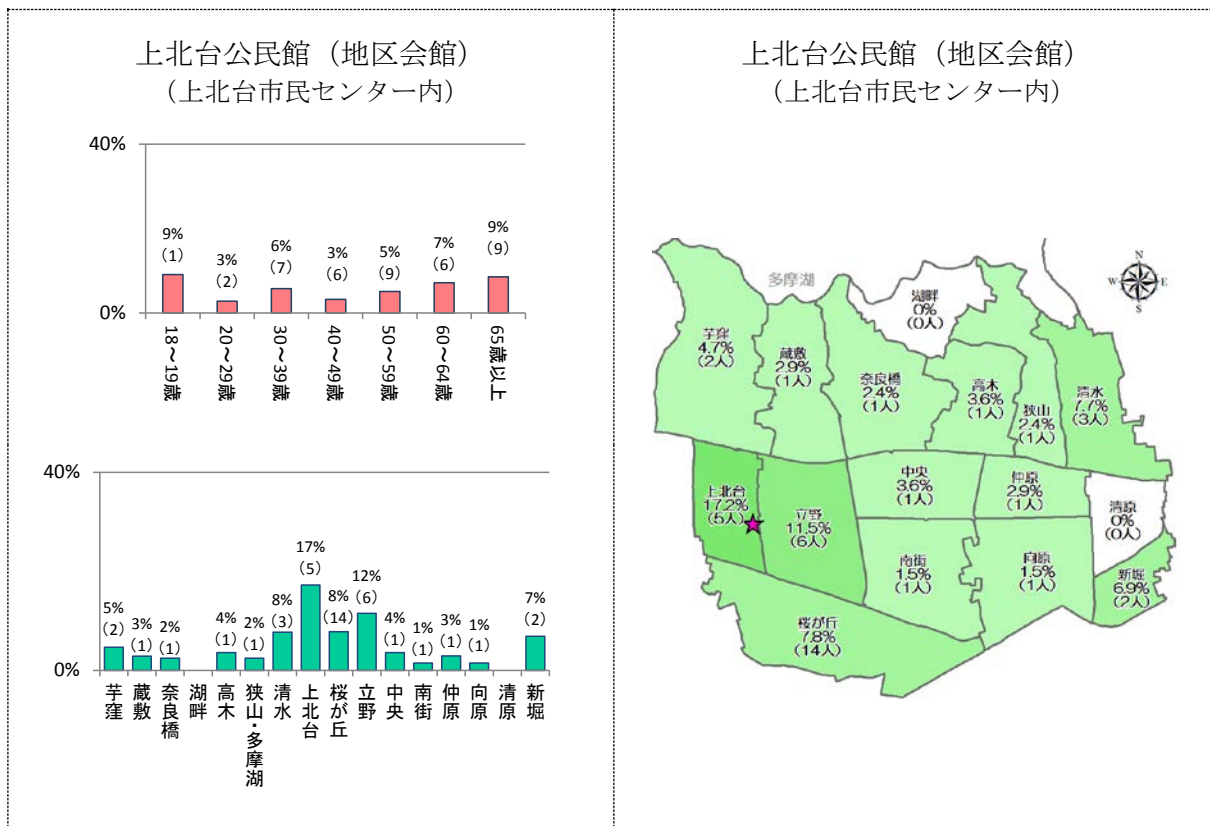 上北台公民館（地区会館）
（上北台市民センター内）
40%
0%
9%
(1)
3%
(2)
6%
(7)
3%
(6)
5%
(9)
7%
(6)
9%
(9)
18～19歳
20～29歳
30～39歳
40～49歳
50～59歳
60～64歳
65歳以上
40%
0%
5%
(2)
3%
(1)
2%
(1)
4%
(1)
2%
(1)
8%
(3)
17%
(5)
8%
(14)
12%
(6)
4%
(1)
1%
(1)
3%
(1)
1%
(1)
7%
(2)
芋窪
蔵敷
奈良橋
湖畔
高木
狭山・多摩湖
清水
上北台
桜が丘
立野
中央
南街
仲原
向原
清原
新堀
上北台公民館（地区会館）
（上北台市民センター内）
多摩湖
N
W
E
S
湖畔
0%
(0人)
芋窪
4.7%
(2人)
蔵敷
2.9%
(1人)
奈良橋
2.4%
(1人)
高木
3.6%
(1人)
狭山
2.4%
(1人)
清水
7.7%
(3人)
上北台
17.2%
(5人)
立野
11.5%
(6人)
中央
3.6%
(1人)
仲原
2.9%
(1人)
清原
0%
(0人)
南街
1.5%
(1人)
向原
1.5%
(1人)
新堀
6.9%
(2人)
桜が丘
7.8%
(14人)